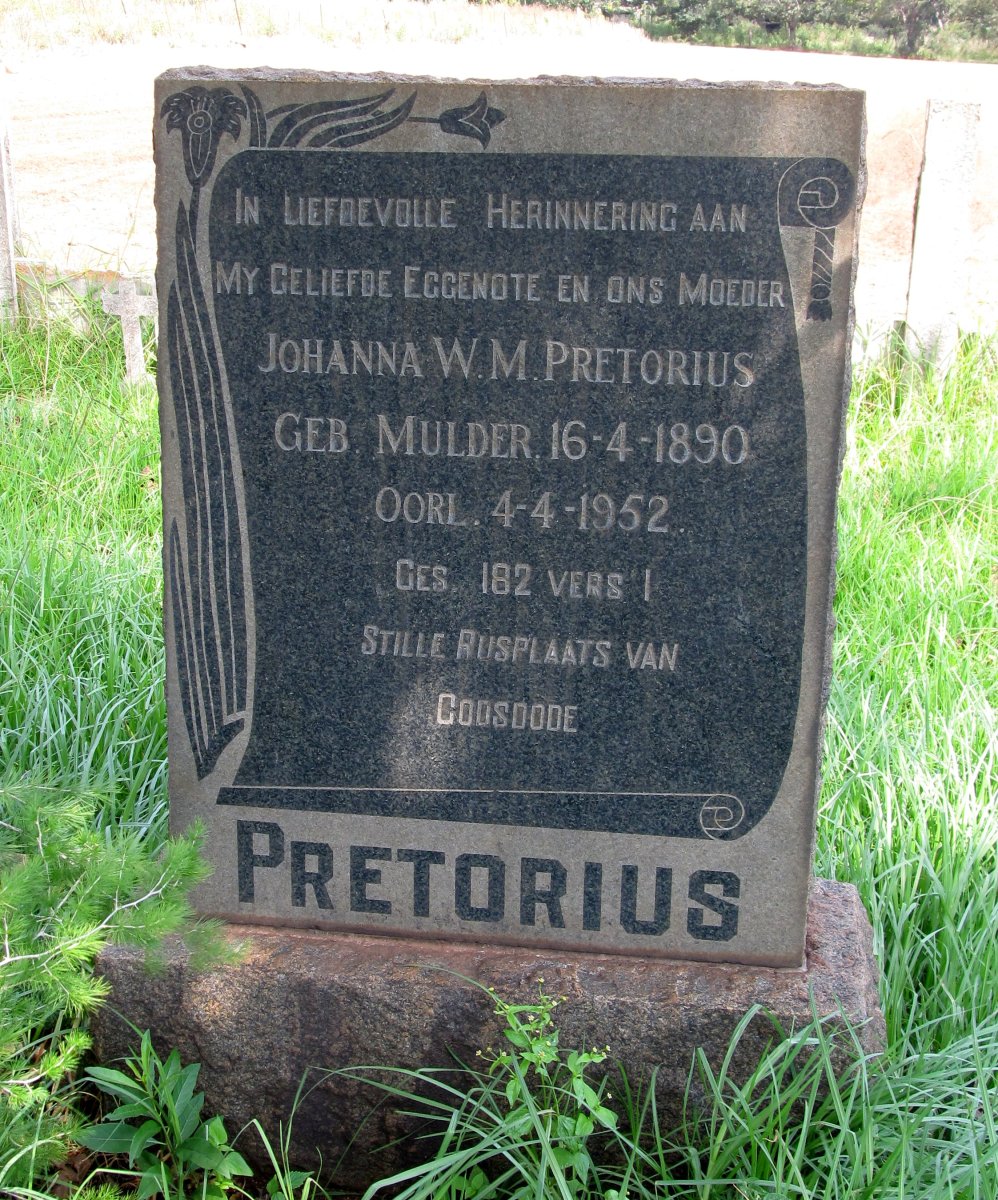 In Liefdevolle Herinnering aan
My Geliefde Eggenote en ons Moeder
Johanna W.M. Pretorius
Geb. Mulder. 16-4-1890
Oorl. 4-4-1952.
Ges. 182 vers 1
Stille Rusplaats van
Godsdode
Pretorius